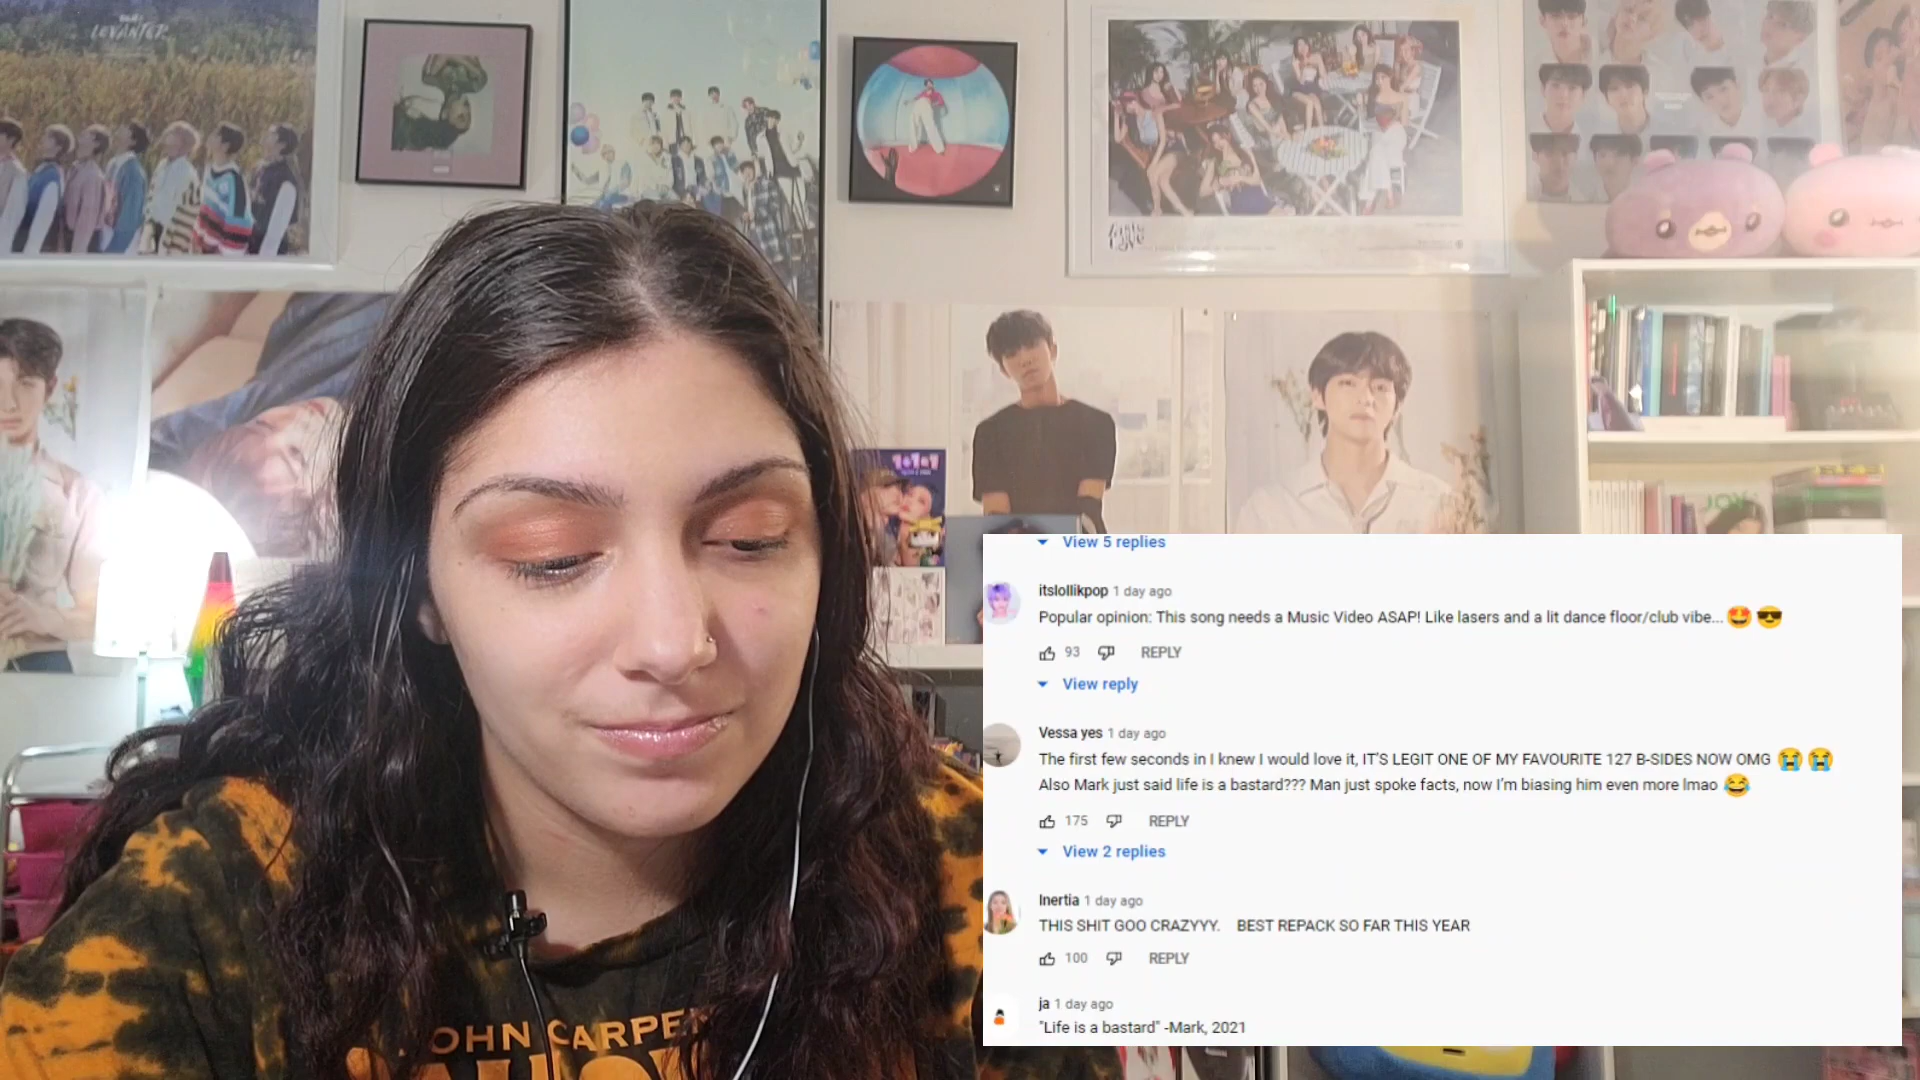 LEVANTER
JOY
View 5 replies
itslollikpop 1 day ago
Popular opinion: This song needs a Music Video ASAP! Like lasers and a lit dance floor/club vibe... 🤩 😎
93 REPLY
View reply
Vessa yes 1 day ago
The first few seconds in I knew I would love it, IT'S LEGIT ONE OF MY FAVOURITE 127 B-SIDES NOW OMG 😭 😭
Also Mark just said life is a bastard??? Man just spoke facts, now I'm biasing him even more lmao 😂
175 REPLY
View 2 replies
Inertia 1 day ago
THIS SHIT GOO CRAZYYY. BEST REPACK SO FAR THIS YEAR
100 REPLY
ja 1 day ago
"Life is a bastard" -Mark, 2021
JOHN CARPEN